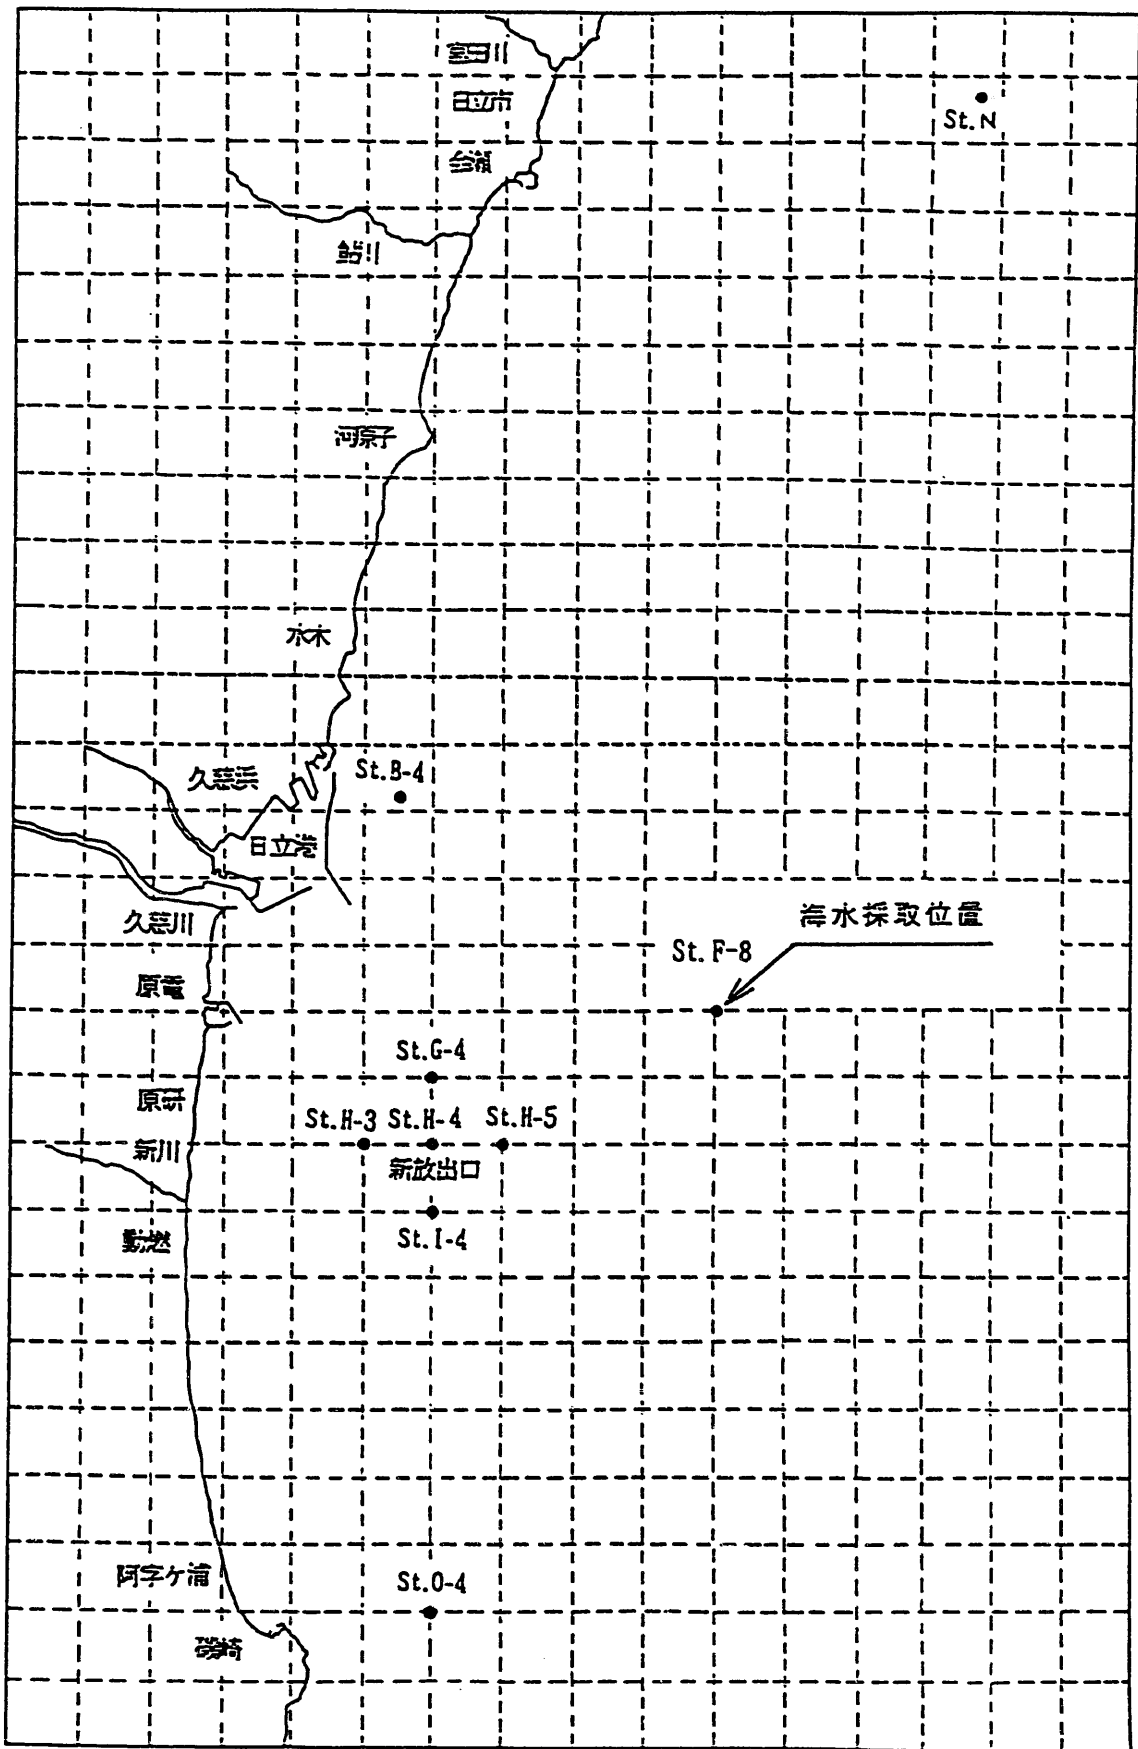 宮田川
日立市
St. N
会瀬
鮎川
河原子
水木
久慈浜
St.B-4
日立港
海水採取位置
久慈川
St. F-8
原電
St.G-4
原研
St.H-3 St.H-4 St.H-5
新川
新放出口
動燃
St.I-4
阿字ケ浦
St.O-4
磯崎